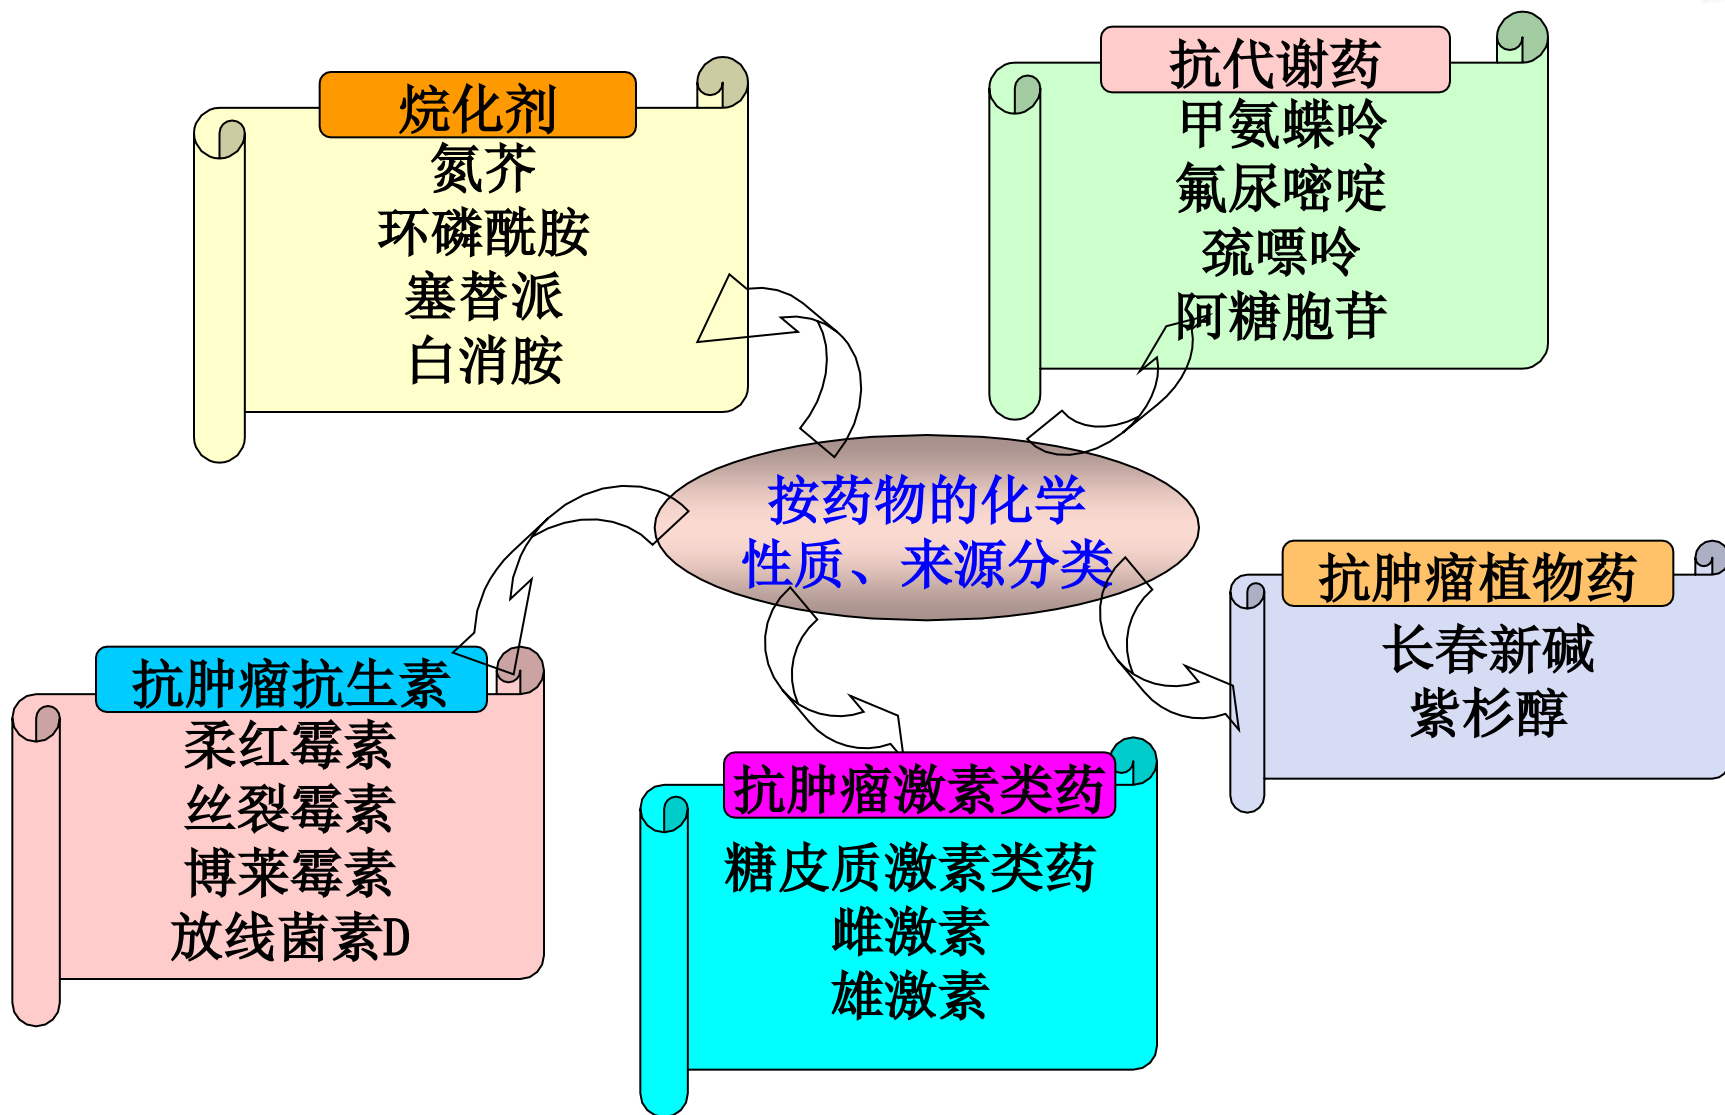 烷化剂
氮芥
环磷酰胺
塞替派
白消胺
抗代谢药
甲氨蝶呤
氟尿嘧啶
巯嘌呤
阿糖胞苷
按药物的化学
性质、来源分类
抗肿瘤植物药
长春新碱
紫杉醇
抗肿瘤抗生素
柔红霉素
丝裂霉素
博莱霉素
放线菌素D
抗肿瘤激素类药
糖皮质激素类药
雌激素
雄激素